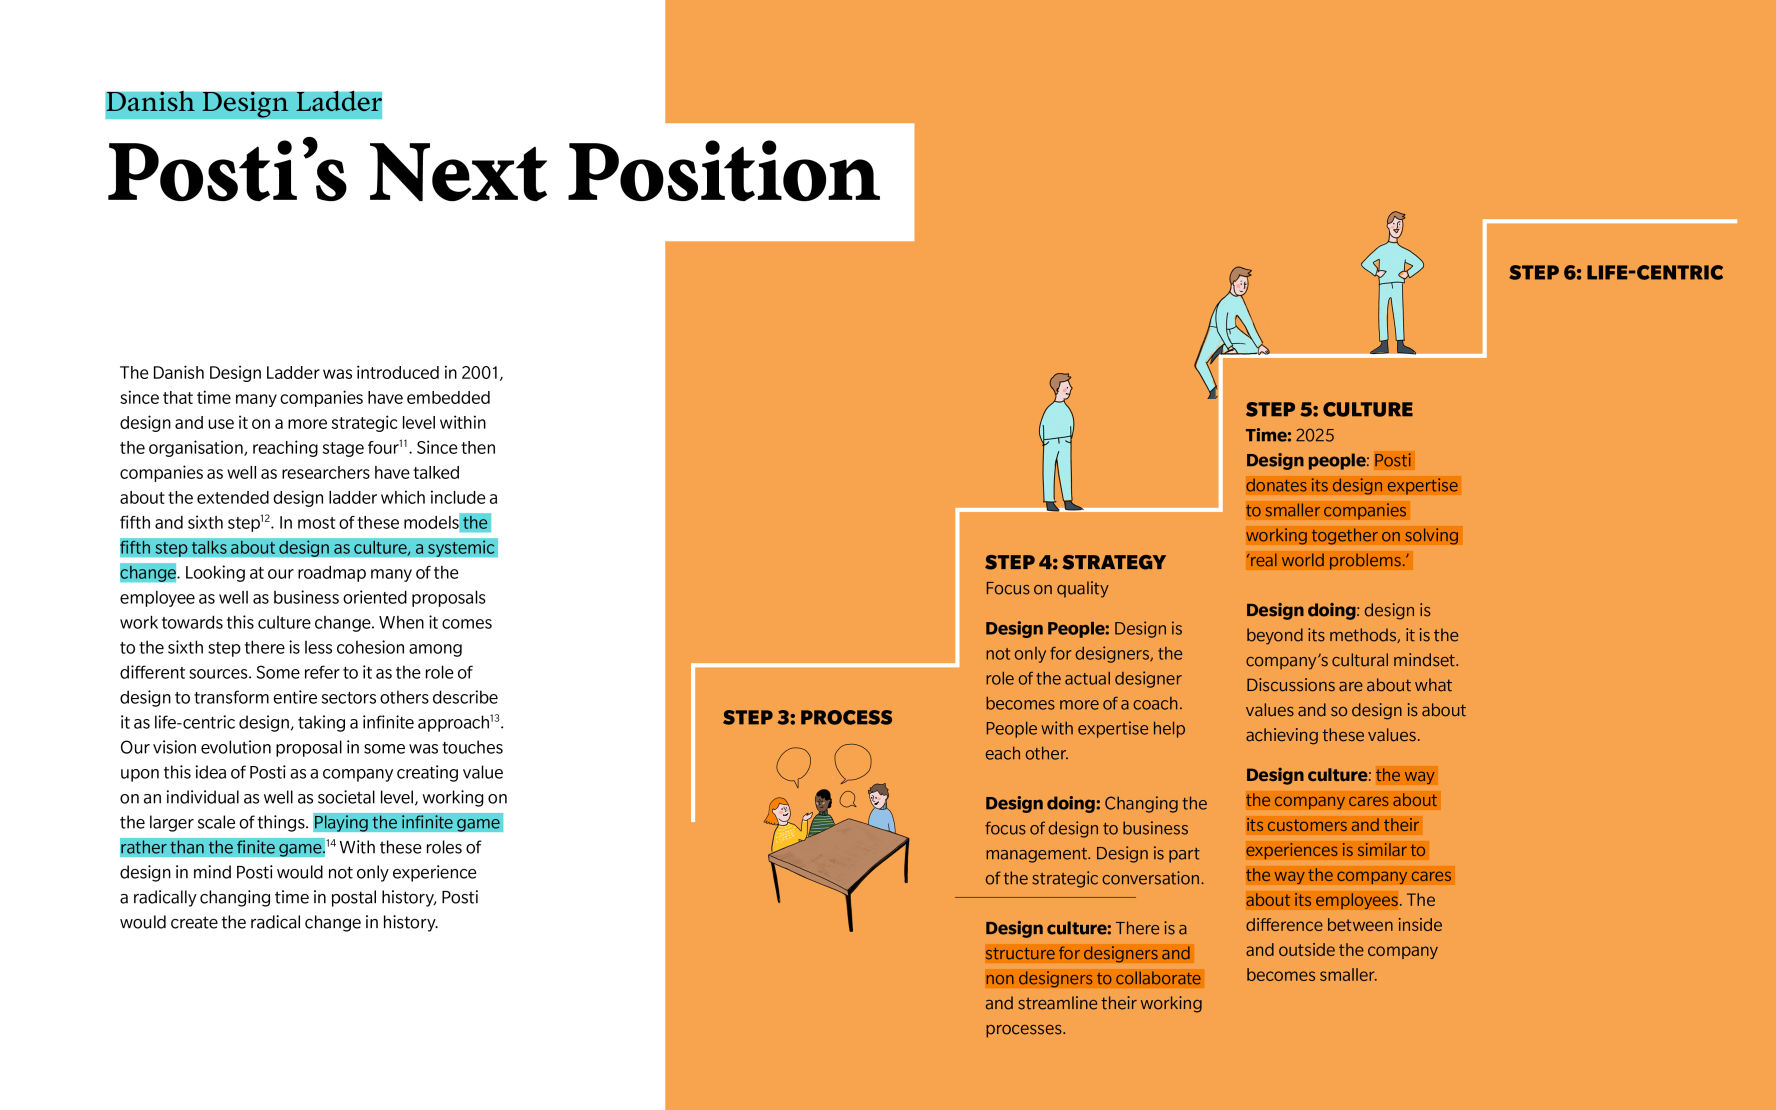 Danish Design Ladder
Posti’s Next Position
The Danish Design Ladder was introduced in 2001,
since that time many companies have embedded
design and use it on a more strategic level within
the organisation, reaching stage four¹¹. Since then
companies as well as researchers have talked
about the extended design ladder which include a
fifth and sixth step¹². In most of these models the
fifth step talks about design as culture, a systemic
change. Looking at our roadmap many of the
employee as well as business oriented proposals
work towards this culture change. When it comes
to the sixth step there is less cohesion among
different sources. Some refer to it as the role of
design to transform entire sectors others describe
it as life-centric design, taking a infinite approach¹³.
Our vision evolution proposal in some was touches
upon this idea of Posti as a company creating value
on an individual as well as societal level, working on
the larger scale of things. Playing the infinite game
rather than the finite game.¹⁴ With these roles of
design in mind Posti would not only experience
a radically changing time in postal history, Posti
would create the radical change in history.
STEP 3: PROCESS
STEP 4: STRATEGY
Focus on quality
Design People: Design is
not only for designers, the
role of the actual designer
becomes more of a coach.
People with expertise help
each other.
Design doing: Changing the
focus of design to business
management. Design is part
of the strategic conversation.
Design culture: There is a
structure for designers and
non designers to collaborate
and streamline their working
processes.
STEP 5: CULTURE
Time: 2025
Design people: Posti
donates its design expertise
to smaller companies
working together on solving
‘real world problems.’
Design doing: design is
beyond its methods, it is the
company’s cultural mindset.
Discussions are about what
values and so design is about
achieving these values.
Design culture: the way
the company cares about
its customers and their
experiences is similar to
the way the company cares
about its employees. The
difference between inside
and outside the company
becomes smaller.
STEP 6: LIFE-CENTRIC